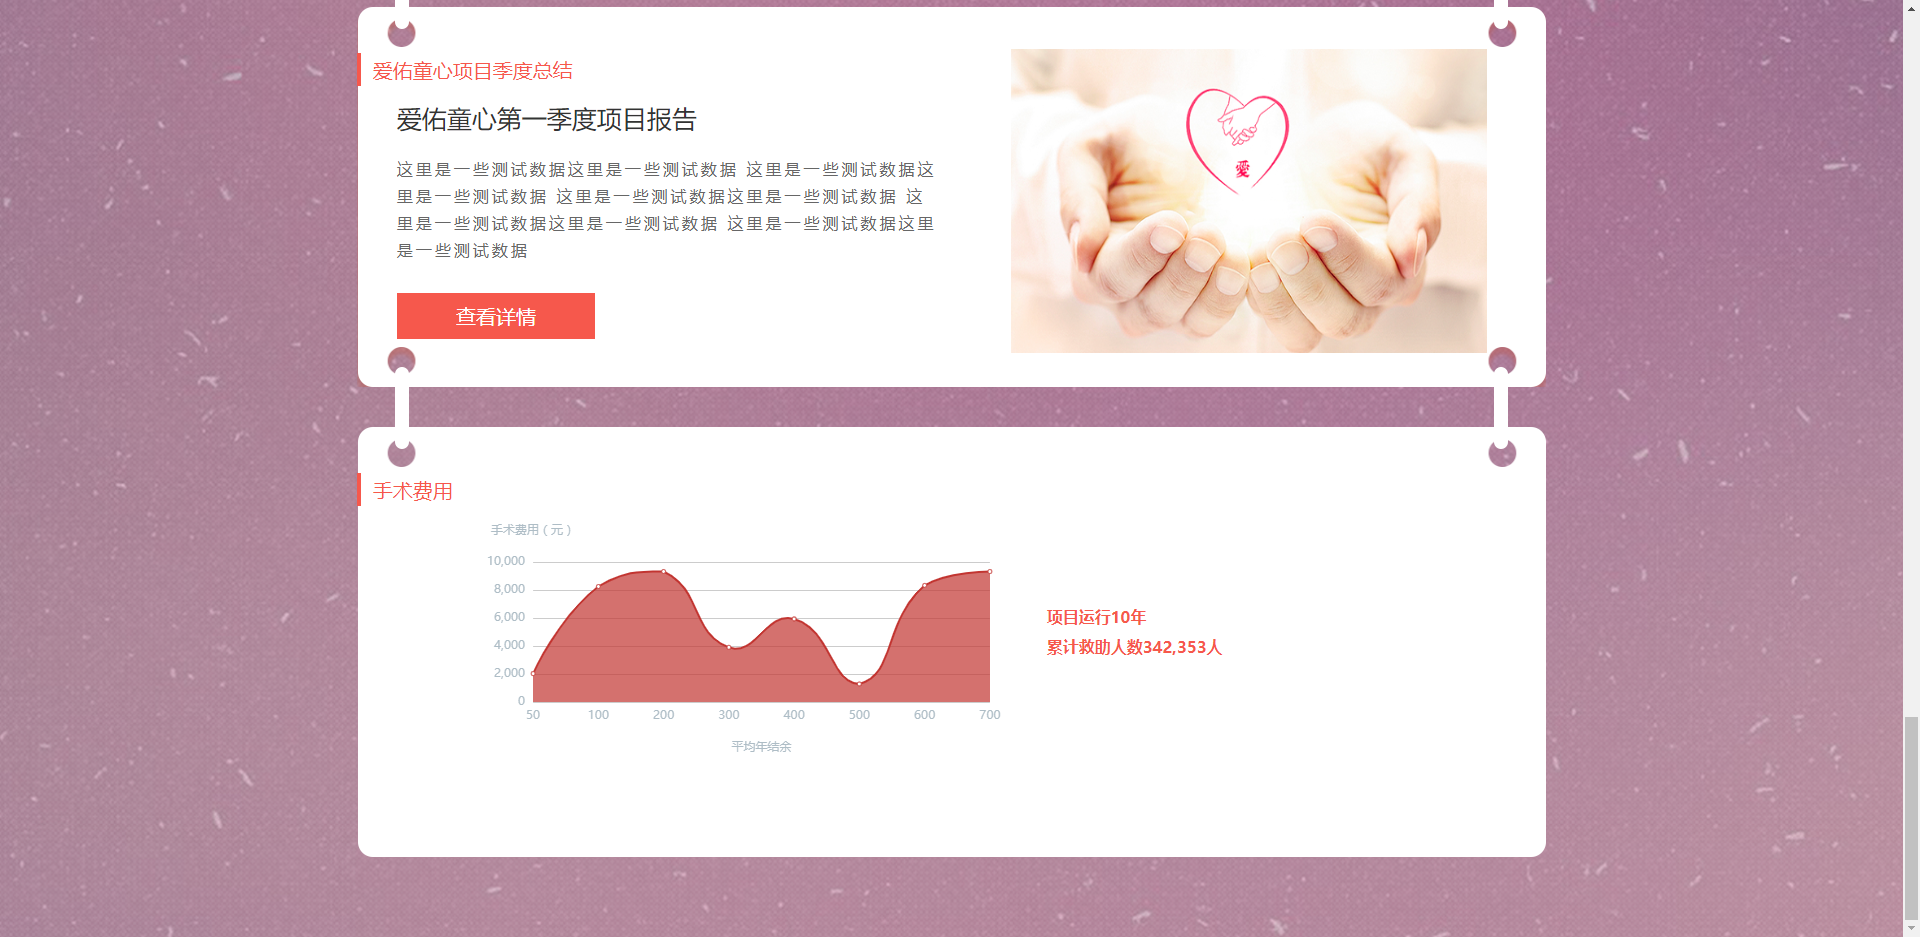 爱佑童心项目季度总结
爱佑童心第一季度项目报告
这里是一些测试数据这里是一些测试数据 这里是一些测试数据这
里是一些测试数据 这里是一些测试数据这里是一些测试数据 这
里是一些测试数据这里是一些测试数据 这里是一些测试数据这里
是一些测试数据
查看详情
愛
手术费用
手术费用（元）
10,000
8,000
6,000
4,000
2,000
0
50 100 200 300 400 500 600 700
平均年结余
项目运行10年
累计救助人数342,353人